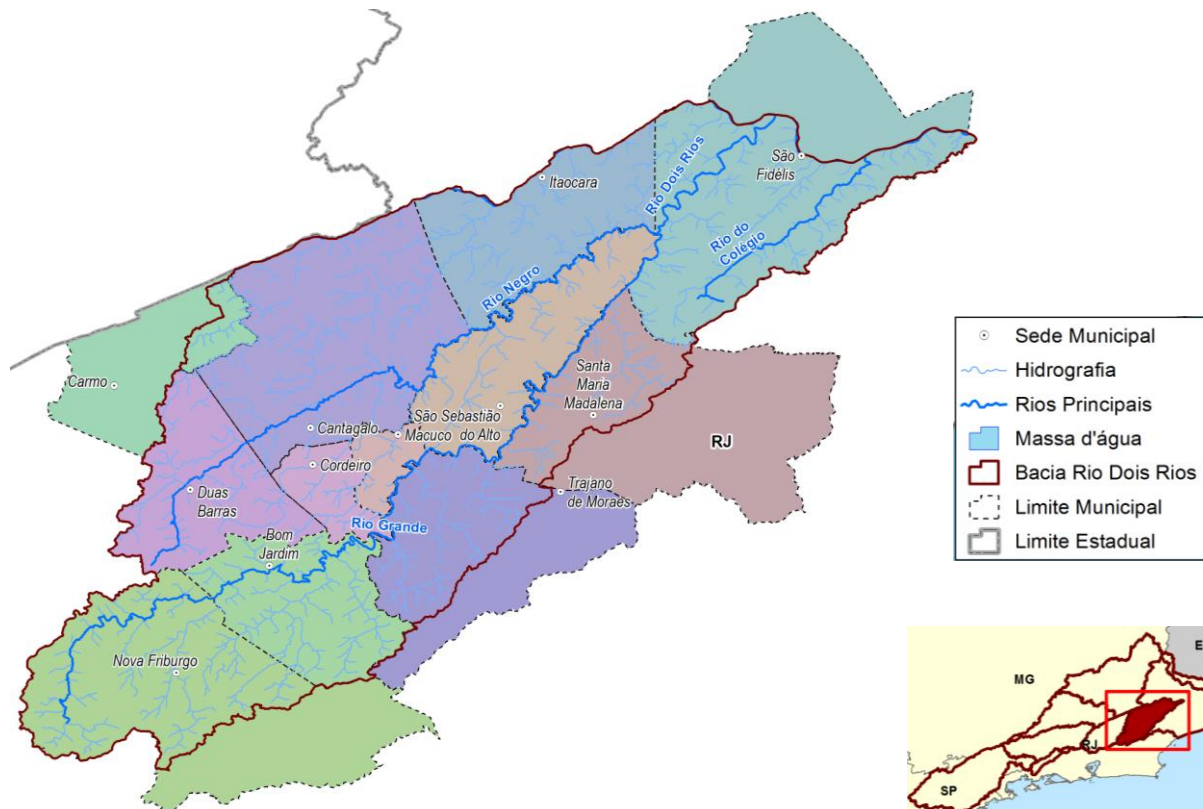 São
Fidélis
Itaocara
Rio Dois Rios
Rio do
Colégio
Rio Negro
Carmo
Santa
Maria
Madalena
São Sebastião
do Alto
Cantagalo
Macuco
RJ
Cordeiro
Duas
Barras
Trajano
de Moraes
Rio Grande
Bom
Jardim
Nova Friburgo
Sede Municipal
Hidrografia
Rios Principais
Massa d'água
Bacia Rio Dois Rios
Limite Municipal
Limite Estadual
E
MG
RJ
SP